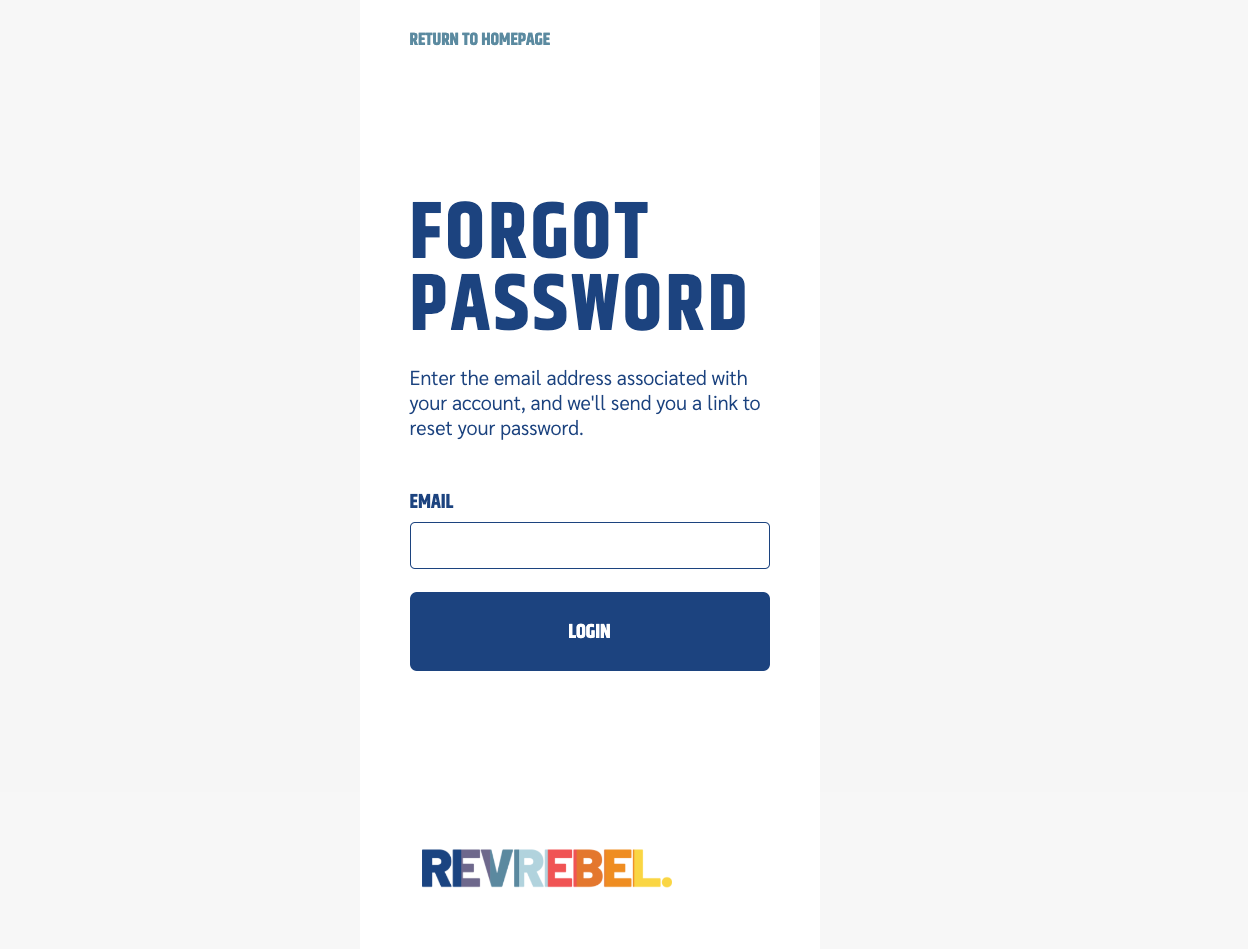 RETURN TO HOMEPAGE
FORGOT
PASSWORD
Enter the email address associated with
your account, and we'll send you a link to
reset your password.
EMAIL
LOGIN
REVREBEL.